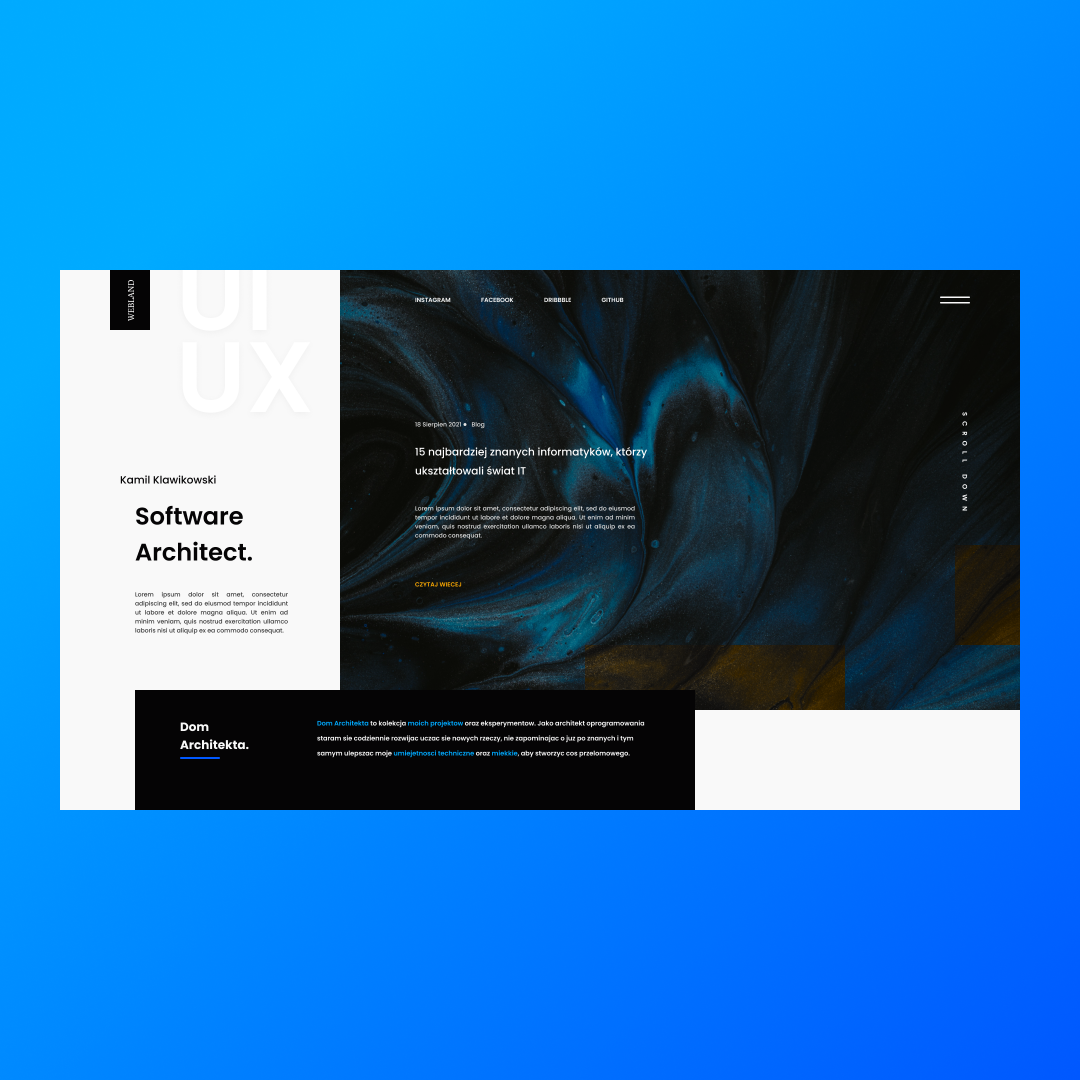 WEBLAND
UI
UX
INSTAGRAM FACEBOOK DRIBBBLE GITHUB
Kamil Klawikowski
Software
Architect.
Lorem ipsum dolor sit amet, consectetur
adipiscing elit, sed do eiusmod tempor incididunt
ut labore et dolore magna aliqua. Ut enim ad
minim veniam, quis nostrud exercitation ullamco
laboris nisi ut aliquip ex ea commodo consequat.
18 Sierpien 2021 • Blog
15 najbardziej znanych informatyków, którzy
ukształtowali świat IT
Lorem ipsum dolor sit amet, consectetur adipiscing elit, sed do eiusmod
tempor incididunt ut labore et dolore magna aliqua. Ut enim ad minim
veniam, quis nostrud exercitation ullamco laboris nisi ut aliquip ex ea
commodo consequat.
CZYTAJ WIECEJ
SCROLL DOWN
Dom
Architekta.
Dom Architekta to kolekcja moich projektow oraz eksperymentow. Jako architekt oprogramowania
staram sie codziennie rozwijac uczac sie nowych rzeczy, nie zapominajac o juz po znanych i tym
samym ulepszac moje umiejetnosci techniczne oraz miekkie, aby stworzyc cos przelomowego.